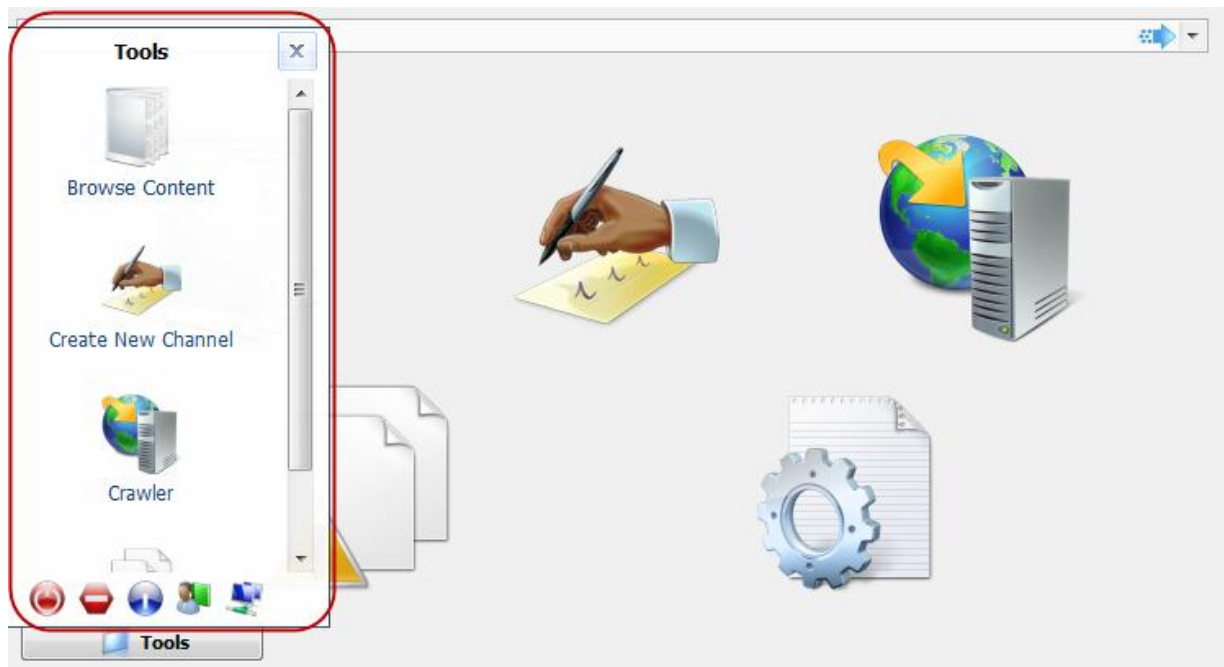 Tools
Browse Content
Create New Channel
Crawler
Tools